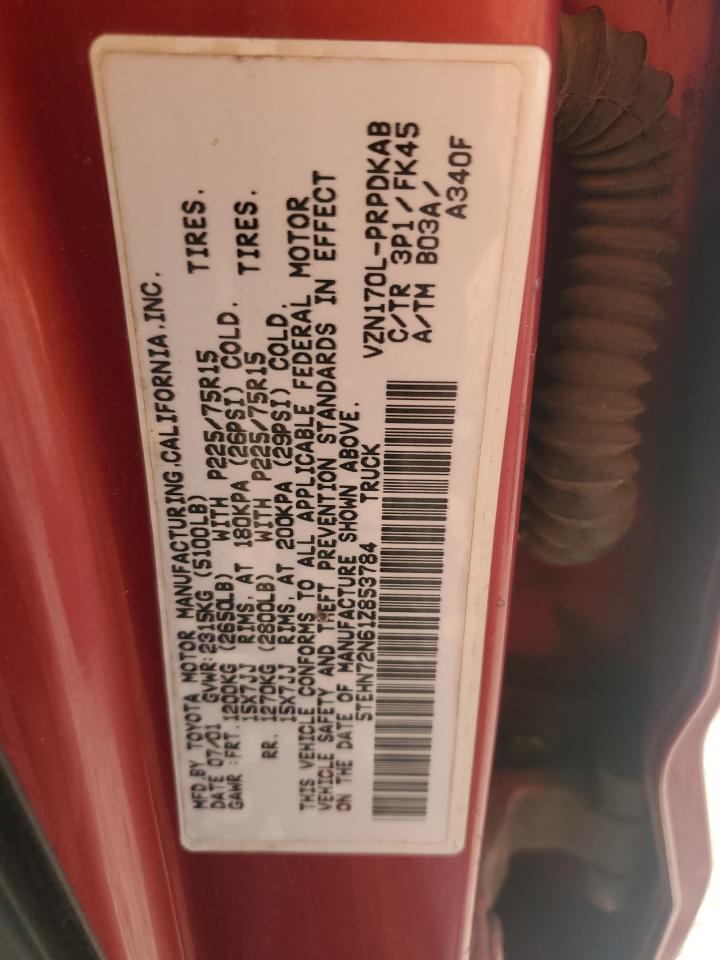 MFD.BY TOYOTA MOTOR MANUFACTURING,CALIFORNIA,INC.
DATE 07/01 GVWR:2315KG (5100LB)
GAWR :FRT.1200KG (2650LB) WITH P225/75R15 TIRES.
15X7JJ RIMS, AT 180KPA (26PSI) COLD.
RR. 1270KG (2800LB) WITH P225/75R15 TIRES.
15X7JJ RIMS, AT 200KPA (29PSI) COLD.
THIS VEHICLE CONFORMS TO ALL APPLICABLE FEDERAL MOTOR
VEHICLE SAFETY AND THEFT PREVENTION STANDARDS IN EFFECT
ON THE DATE OF MANUFACTURE SHOWN ABOVE.
5TEHN72N61Z853784 TRUCK
VZN170L-PRPDKAB
C/TR 3P1/FK45
A/TM B03A/
A340F